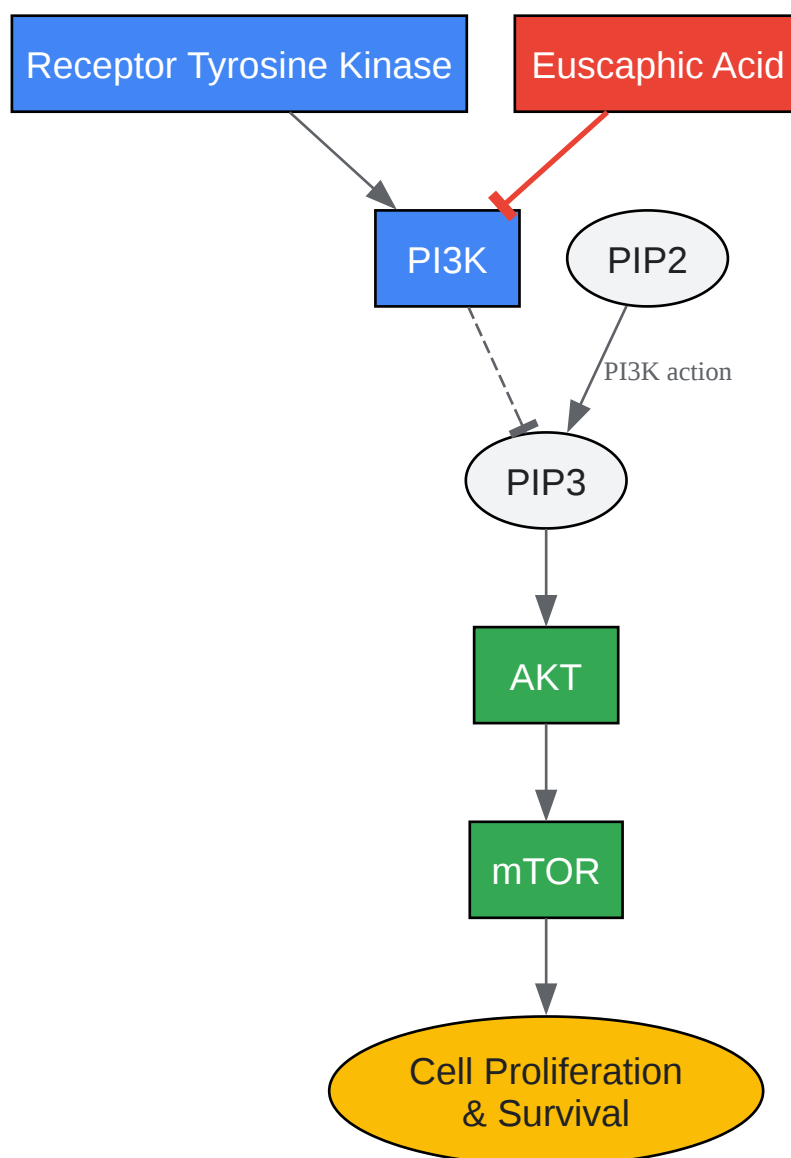 Receptor Tyrosine Kinase
Euscaphic Acid
PI3K
PIP2
PI3K action
PIP3
AKT
mTOR
Cell Proliferation
& Survival